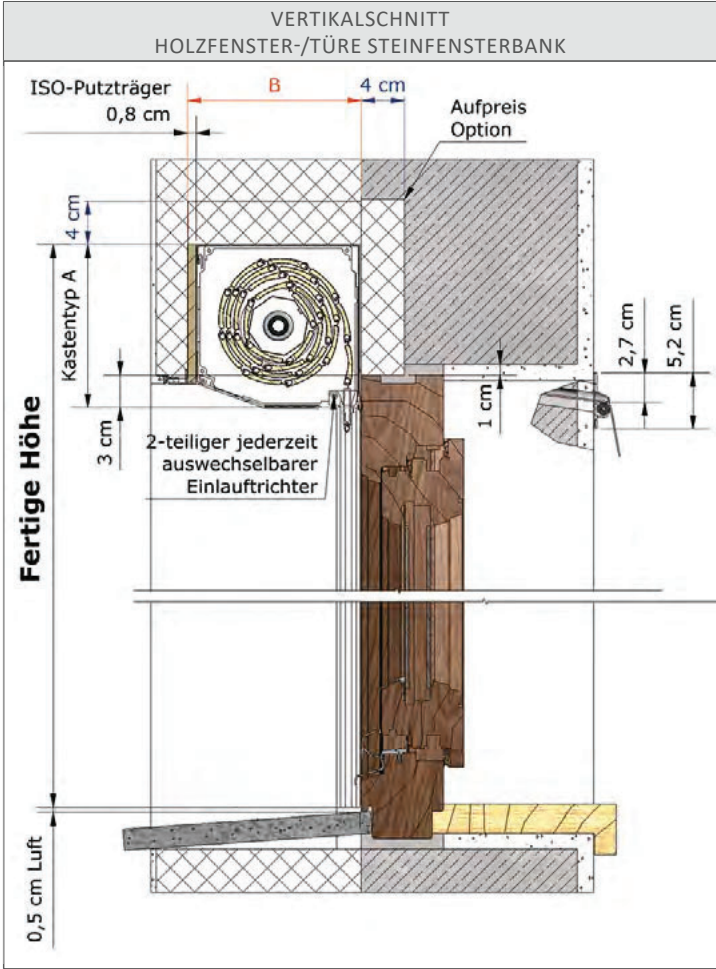 VERTIKALSCHNITT
HOLZFENSTER-/TÜRE STEINFENSTERBANK
ISO-Putzträger
0,8 cm
B
4 cm
Aufpreis
Option
4 cm
Kastentyp A
3 cm
Fertige Höhe
2-teiliger jederzeit
auswechselbarer
Einlauftrichter
1 cm
2,7 cm
5,2 cm
0,5 cm Luft